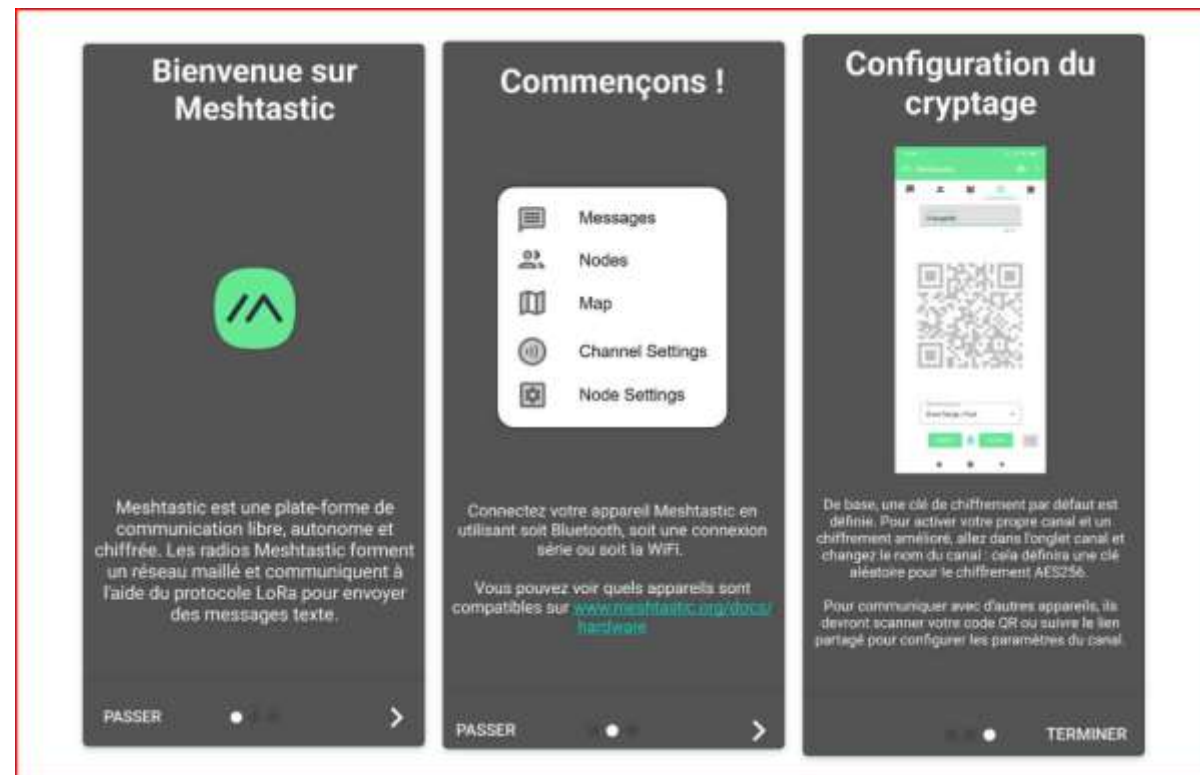 Bienvenue sur
Meshtastic
Meshtastic est une plate-forme de
communication libre, autonome et
chiffrée. Les radios Meshtastic forment
un réseau maillé et communiquent à
l'aide du protocole LoRa pour envoyer
des messages texte.
PASSER
Commençons !
Messages
Nodes
Map
Channel Settings
Node Settings
Connectez votre appareil Meshtastic en
utilisant soit Bluetooth, soit une connexion
série ou soit la WiFi.
Vous pouvez voir quels appareils sont
compatibles sur www.meshtastic.org/docs/
hardware
PASSER
Configuration du
cryptage
De base, une clé de chiffrement par défaut est
définie. Pour activer votre propre canal et un
chiffrement améliore, allez dans l'onglet canal et
changez le nom du canal : cela définira une clé
aléatoire pour le chiffrement AES256.
Pour communiquer avec d'autres appareils, ils
devront scanner votre code QR ou suivre le lien
partagé pour configurer les paramètres du canal.
TERMINER